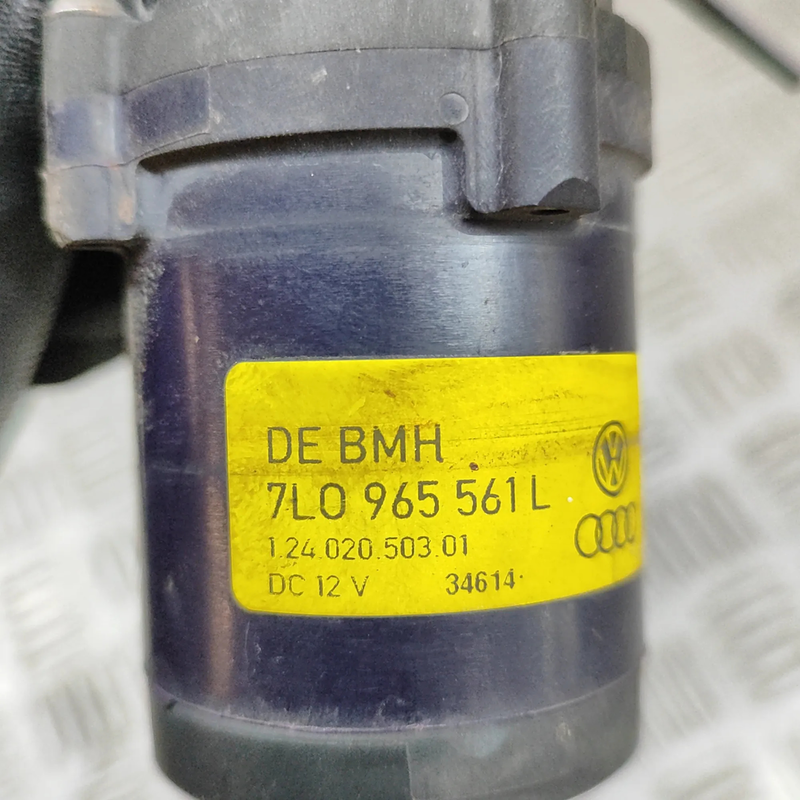 DE BMH
7L0 965 561 L
1.24.020.503.01
DC 12 V 34614